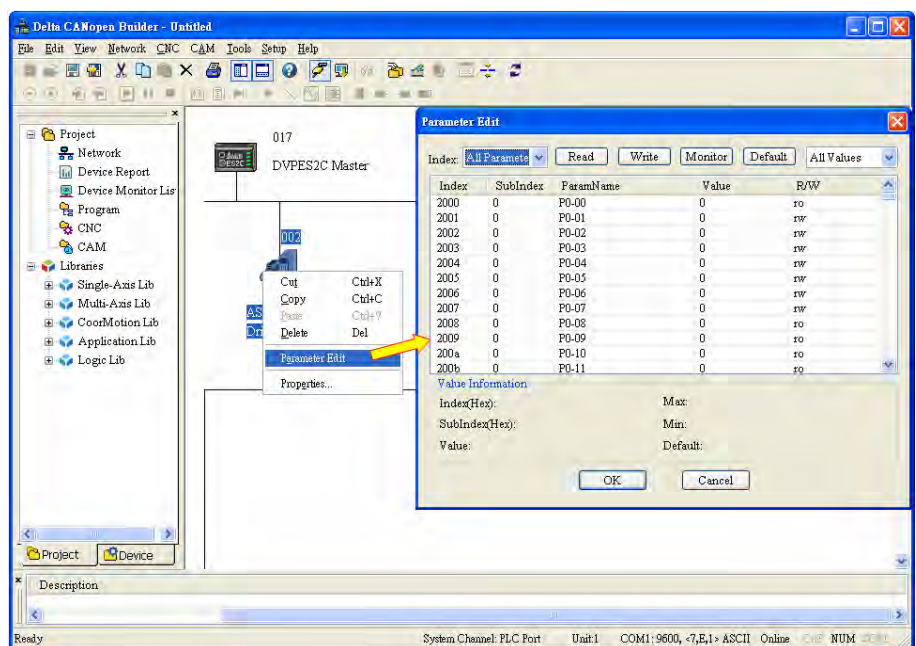 Delta CANopen Builder - Untitled
File Edit View Network CNC CAM Tools Setup Help
Project
Network
Device Report
Device Monitor Lis
Program
CNC
CAM
Libraries
Single-Axis Lib
Multi-Axis Lib
CoorMotion Lib
Application Lib
Logic Lib
Project Device
017
DVPES2C Master
002
AS
Dri
Cut Ctrl+X
Copy Ctrl+C
Paste Ctrl+V
Delete Del
Parameter Edit
Properties...
Parameter Edit
Index: All Paramete Read Write Monitor Default All Values
Index SubIndex ParamName Value R/W
2000 0 P0-00 0 ro
2001 0 P0-01 0 rw
2002 0 P0-02 0 rw
2003 0 P0-03 0 rw
2004 0 P0-04 0 rw
2005 0 P0-05 0 rw
2006 0 P0-06 0 rw
2007 0 P0-07 0 rw
2008 0 P0-08 0 ro
2009 0 P0-09 0 ro
200a 0 P0-10 0 ro
200b 0 P0-11 0 ro
Value Information
Index(Hex): Max:
SubIndex(Hex): Min:
Value: Default:
OK Cancel
Description
Ready System Channel: PLC Port Unit:1 COM1: 9600, <7,E,1> ASCII Online NUM